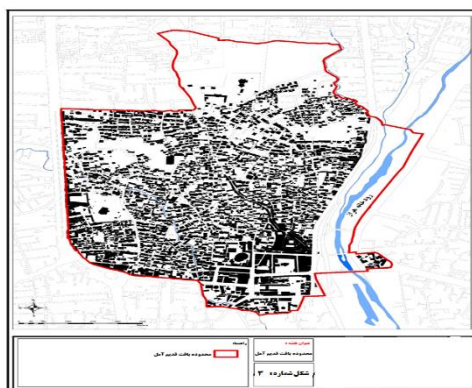 رودخانه هراز
راهنما
محدوده بافت قدیم آمل
عنوان نقشه :
محدوده بافت قدیم آمل
شکل شماره ۳